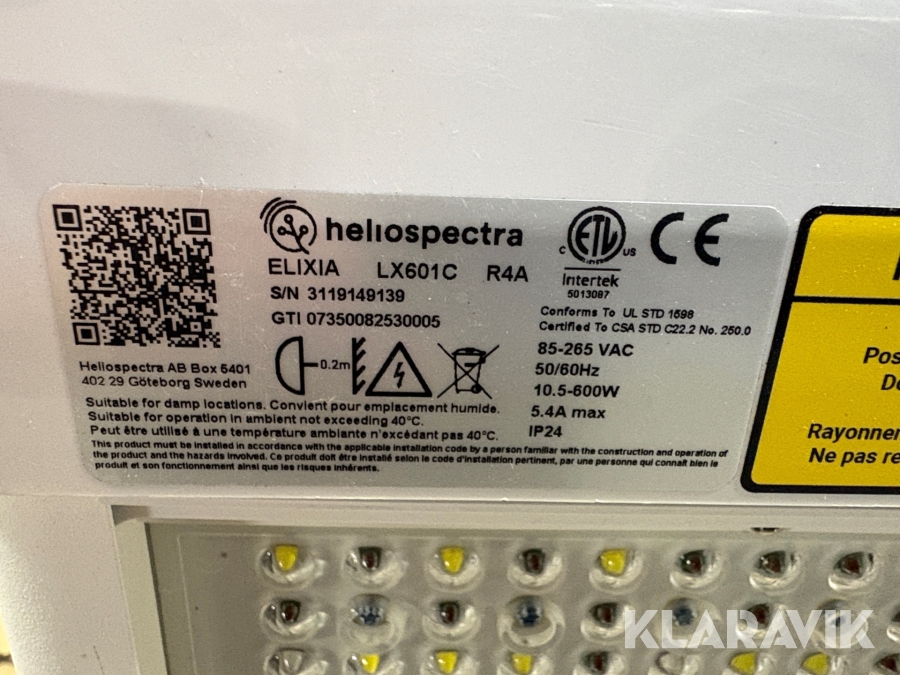 heliospectra
ELIXIA LX601C R4A
S/N 3119149139
GTI 07350082530005
0.2m
Heliospectra AB Box 5401
402 29 Göteborg Sweden
Suitable for damp locations. Convient pour emplacement humide.
Suitable for operation in ambient not exceeding 40°C.
Peut être utilisé à une température ambiante n'excédant pas 40°C.
This product must be installed in accordance with the applicable installation code by a person familiar with the construction and operation of
the product and the hazards involved. Ce produit doit être installé selon le code d'installation pertinent, par une personne qui connaît bien le
produit et son fonctionnement ainsi que les risques inhérents.
C ETL US
CE
Intertek
5013087
Conforms To UL STD 1598
Certified To CSA STD C22.2 No. 250.0
85-265 VAC
50/60Hz
10.5-600W
5.4A max
IP24
Pos
Do
Rayonnem
Ne pas re
KLARAVIK